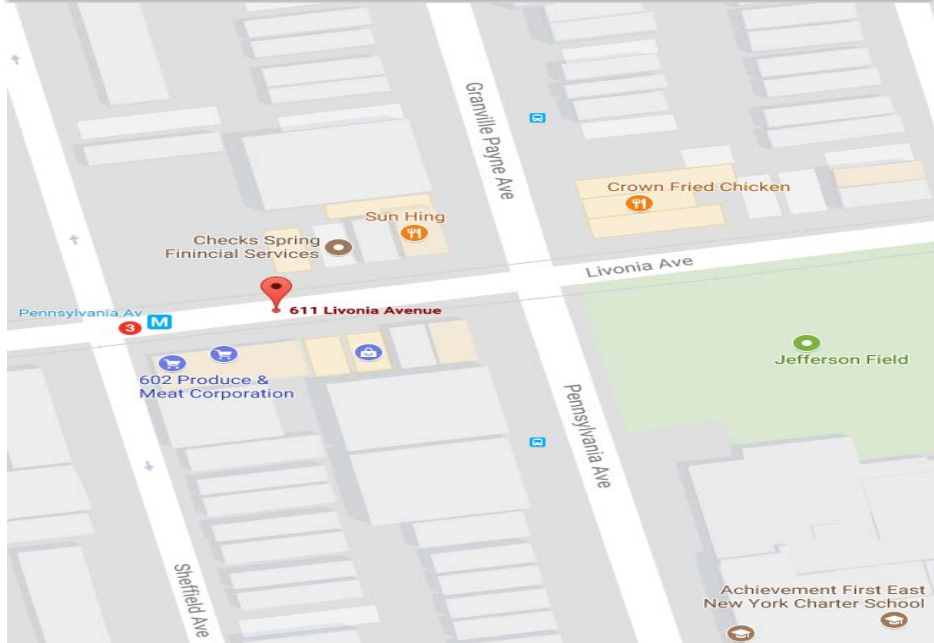 Granville Payne Ave
Crown Fried Chicken
Sun Hing
Checks Spring
Finincial Services
Livonia Ave
Pennsylvania Av
3
M
611 Livonia Avenue
Jefferson Field
602 Produce &
Meat Corporation
Pennsylvania Ave
Sheffield Ave
Achievement First East
New York Charter School